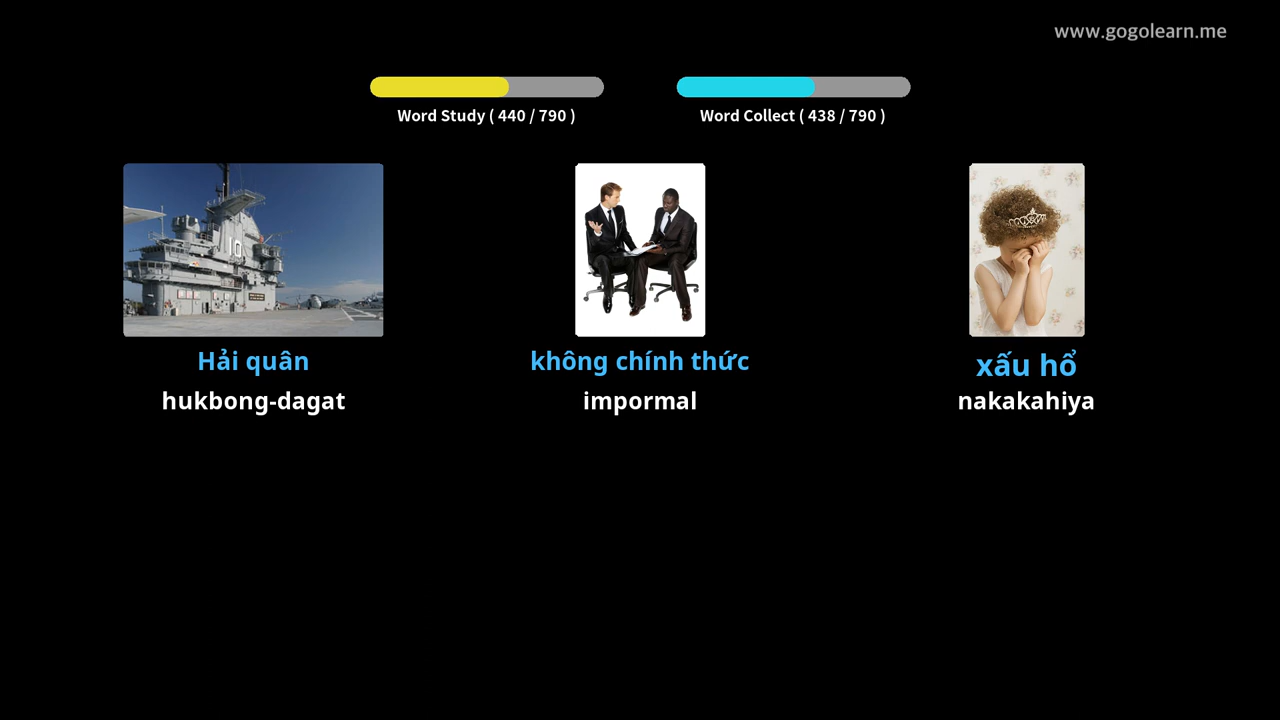 www.gogolearn.me
Word Study ( 440 / 790 )
Word Collect ( 438 / 790 )
10
Hải quân
hukbong-dagat
không chính thức
impormal
xấu hổ
nakakahiya